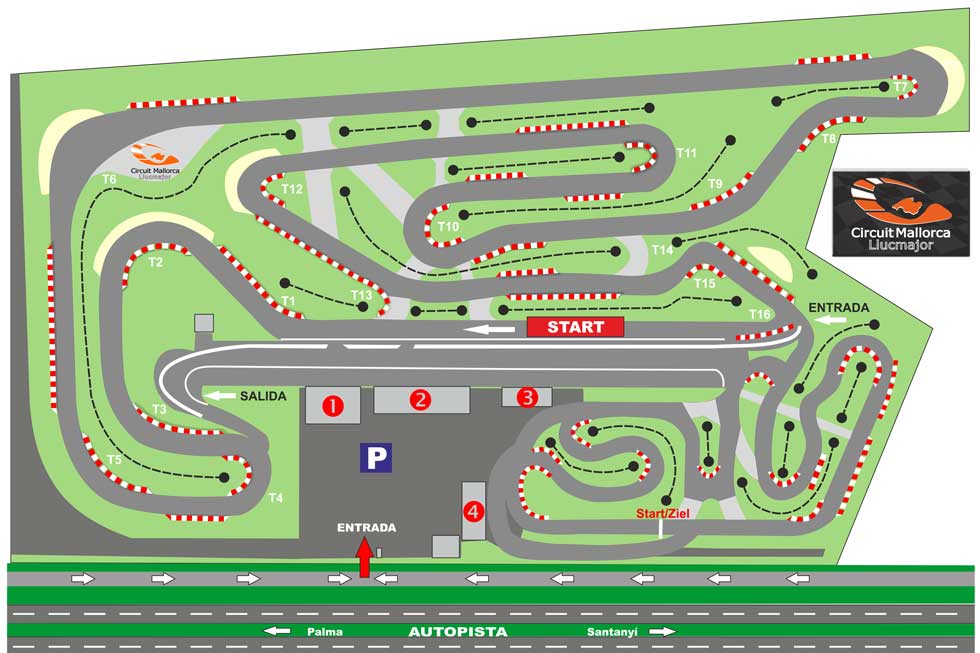 T7
T8
Circuit Mallorca
Llucmajor
T6
T11
T12
T9
Circuit Mallorca
Llucmajor
T10
T2
T14
T15
T1
T13
T16
ENTRADA
START
SALIDA
1
2
3
T3
T5
P
T4
4
Start/Ziel
ENTRADA
Palma
AUTOPISTA
Santanyi